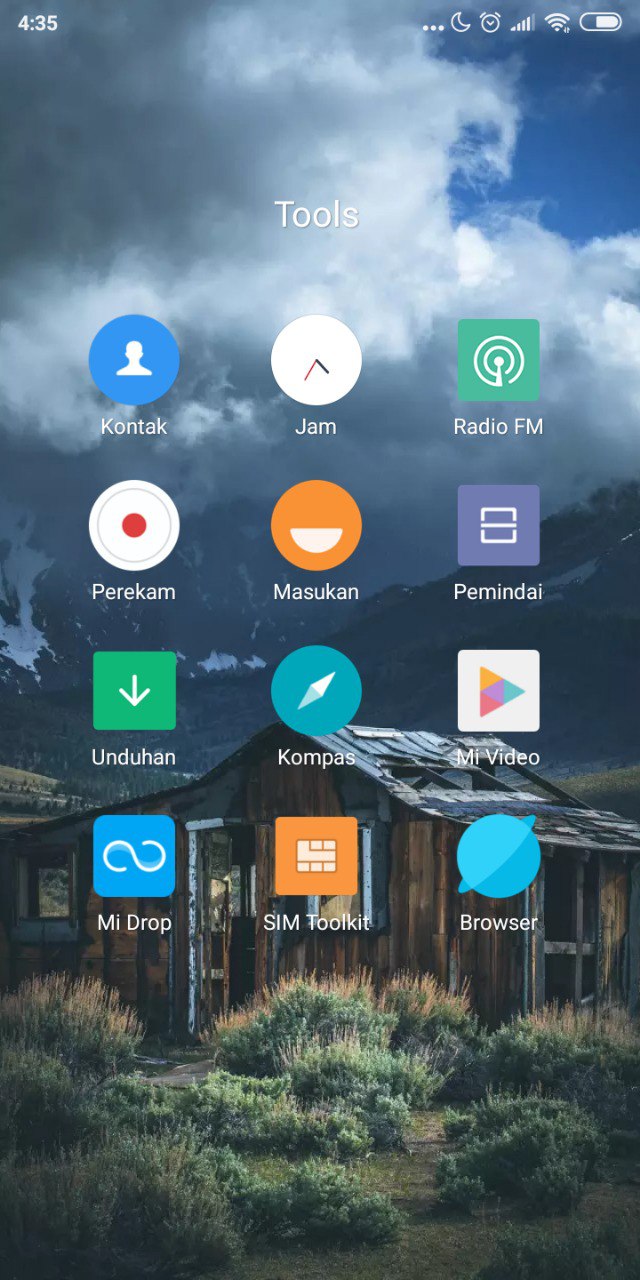 4:35
Tools
Kontak
Jam
Radio FM
Perekam
Masukan
Pemindai
Unduhan
Kompas
Mi Video
Mi Drop
SIM Toolkit
Browser